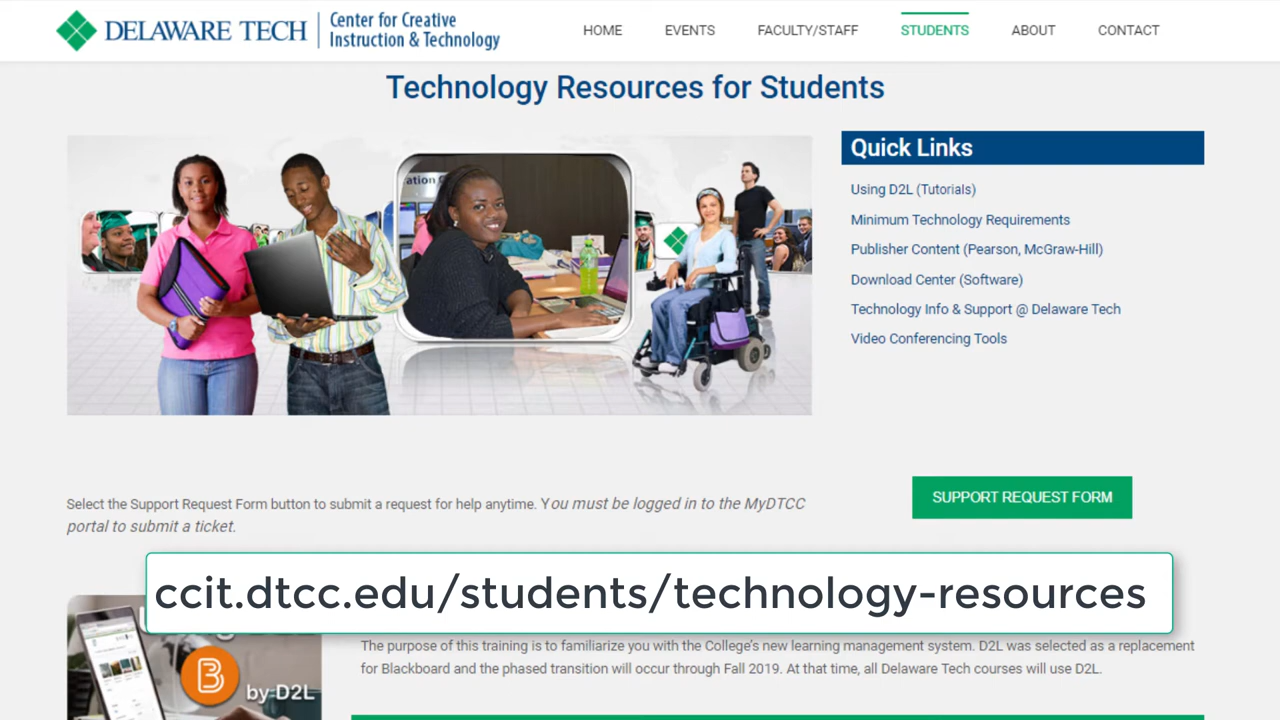 DELAWARE TECH
Center for Creative
Instruction & Technology
HOME EVENTS FACULTY/STAFF STUDENTS ABOUT CONTACT
Technology Resources for Students
ation
Quick Links
Using D2L (Tutorials)
Minimum Technology Requirements
Publisher Content (Pearson, McGraw-Hill)
Download Center (Software)
Technology Info & Support @ Delaware Tech
Video Conferencing Tools
Select the Support Request Form button to submit a request for help anytime. You must be logged in to the MyDTCC
portal to submit a ticket.
SUPPORT REQUEST FORM
ccit.dtcc.edu/students/technology-resources
The purpose of this training is to familiarize you with the College's new learning management system. D2L was selected as a replacement
for Blackboard and the phased transition will occur through Fall 2019. At that time, all Delaware Tech courses will use D2L.
B
by D2L